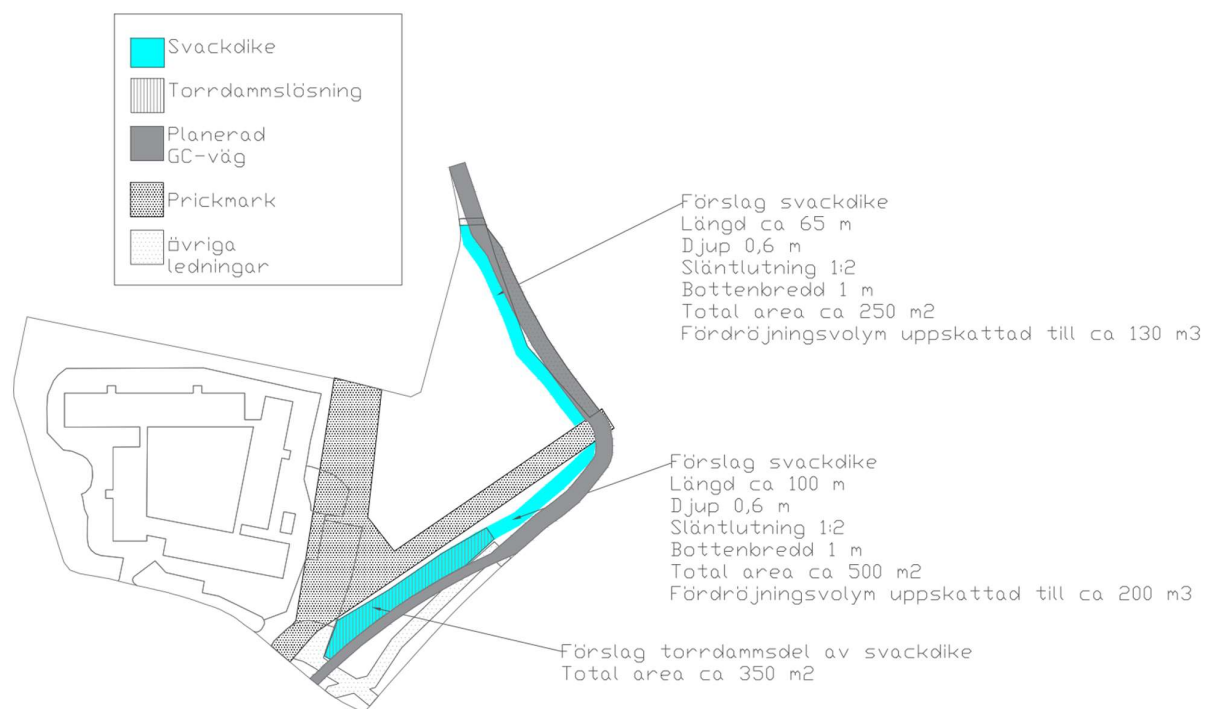 Svackdike
Torrdammslösning
Planerad
GC-väg
Prickmark
övriga
ledningar
Förslag svackdike
Längd ca 65 m
Djup 0,6 m
Släntlutning 1:2
Bottenbredd 1 m
Total area ca 250 m2
Fördröjningsvolym uppskattad till ca 130 m3
Förslag svackdike
Längd ca 100 m
Djup 0,6 m
Släntlutning 1:2
Bottenbredd 1 m
Total area ca 500 m2
Fördröjningsvolym uppskattad till ca 200 m3
Förslag torrdammsdel av svackdike
Total area ca 350 m2